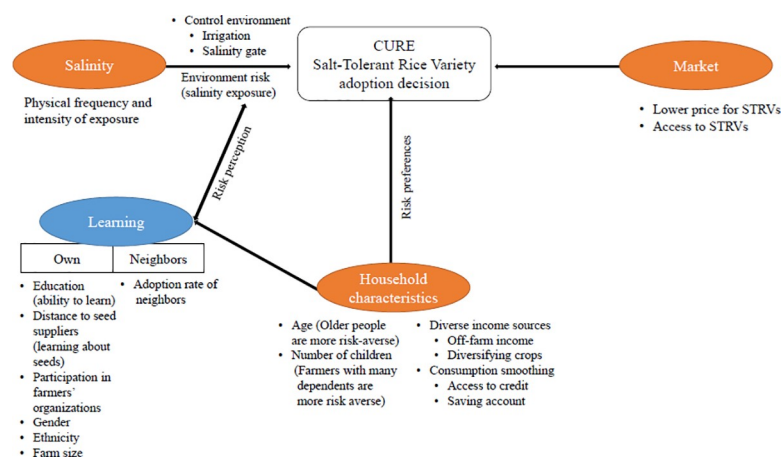 • Control environment
• Irrigation
• Salinity gate
CURE
Salt-Tolerant Rice Variety
adoption decision
Salinity
Market
Environment risk
(salinity exposure)
Physical frequency and
intensity of exposure
• Lower price for STRVs
• Access to STRVs
Risk perception
Risk preferences
Learning
Own
Neighbors
• Education
(ability to learn)
• Distance to seed
suppliers
(learning about
seeds)
• Participation in
farmers’
organizations
• Gender
• Ethnicity
• Farm size
• Adoption rate of
neighbors
Household
characteristics
• Age (Older people
are more risk-averse)
• Number of children
(Farmers with many
dependents are
more risk averse)
• Diverse income sources
• Off-farm income
• Diversifying crops
• Consumption smoothing
• Access to credit
• Saving account